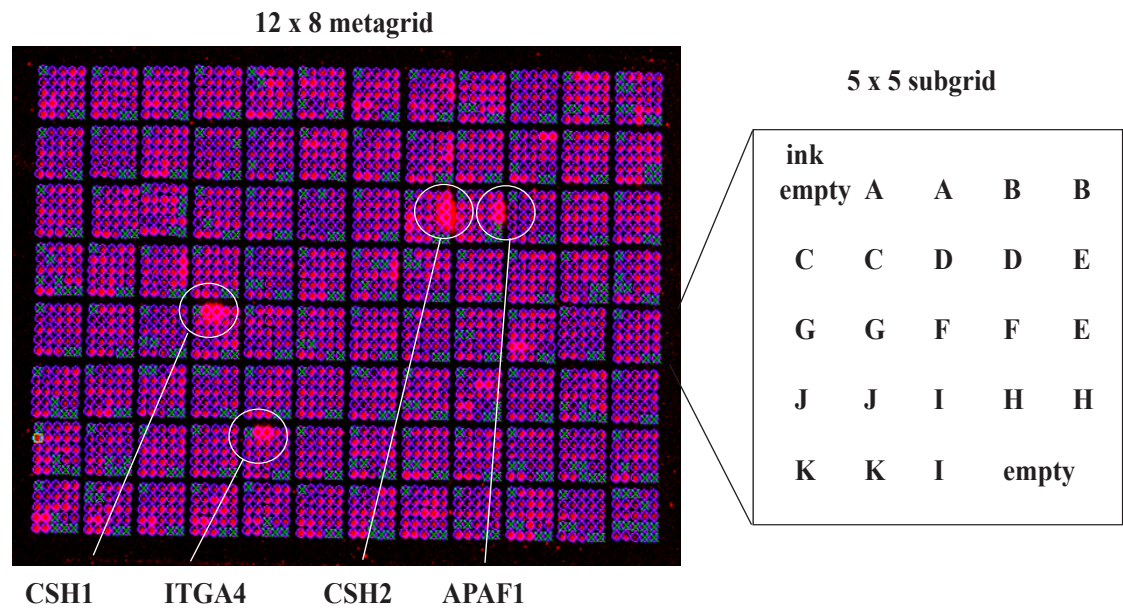 12 x 8 metagrid
5 x 5 subgrid
ink
empty A A B B
C C D D E
G G F F E
J J I H H
K K I empty
CSH1 ITGA4 CSH2 APAF1